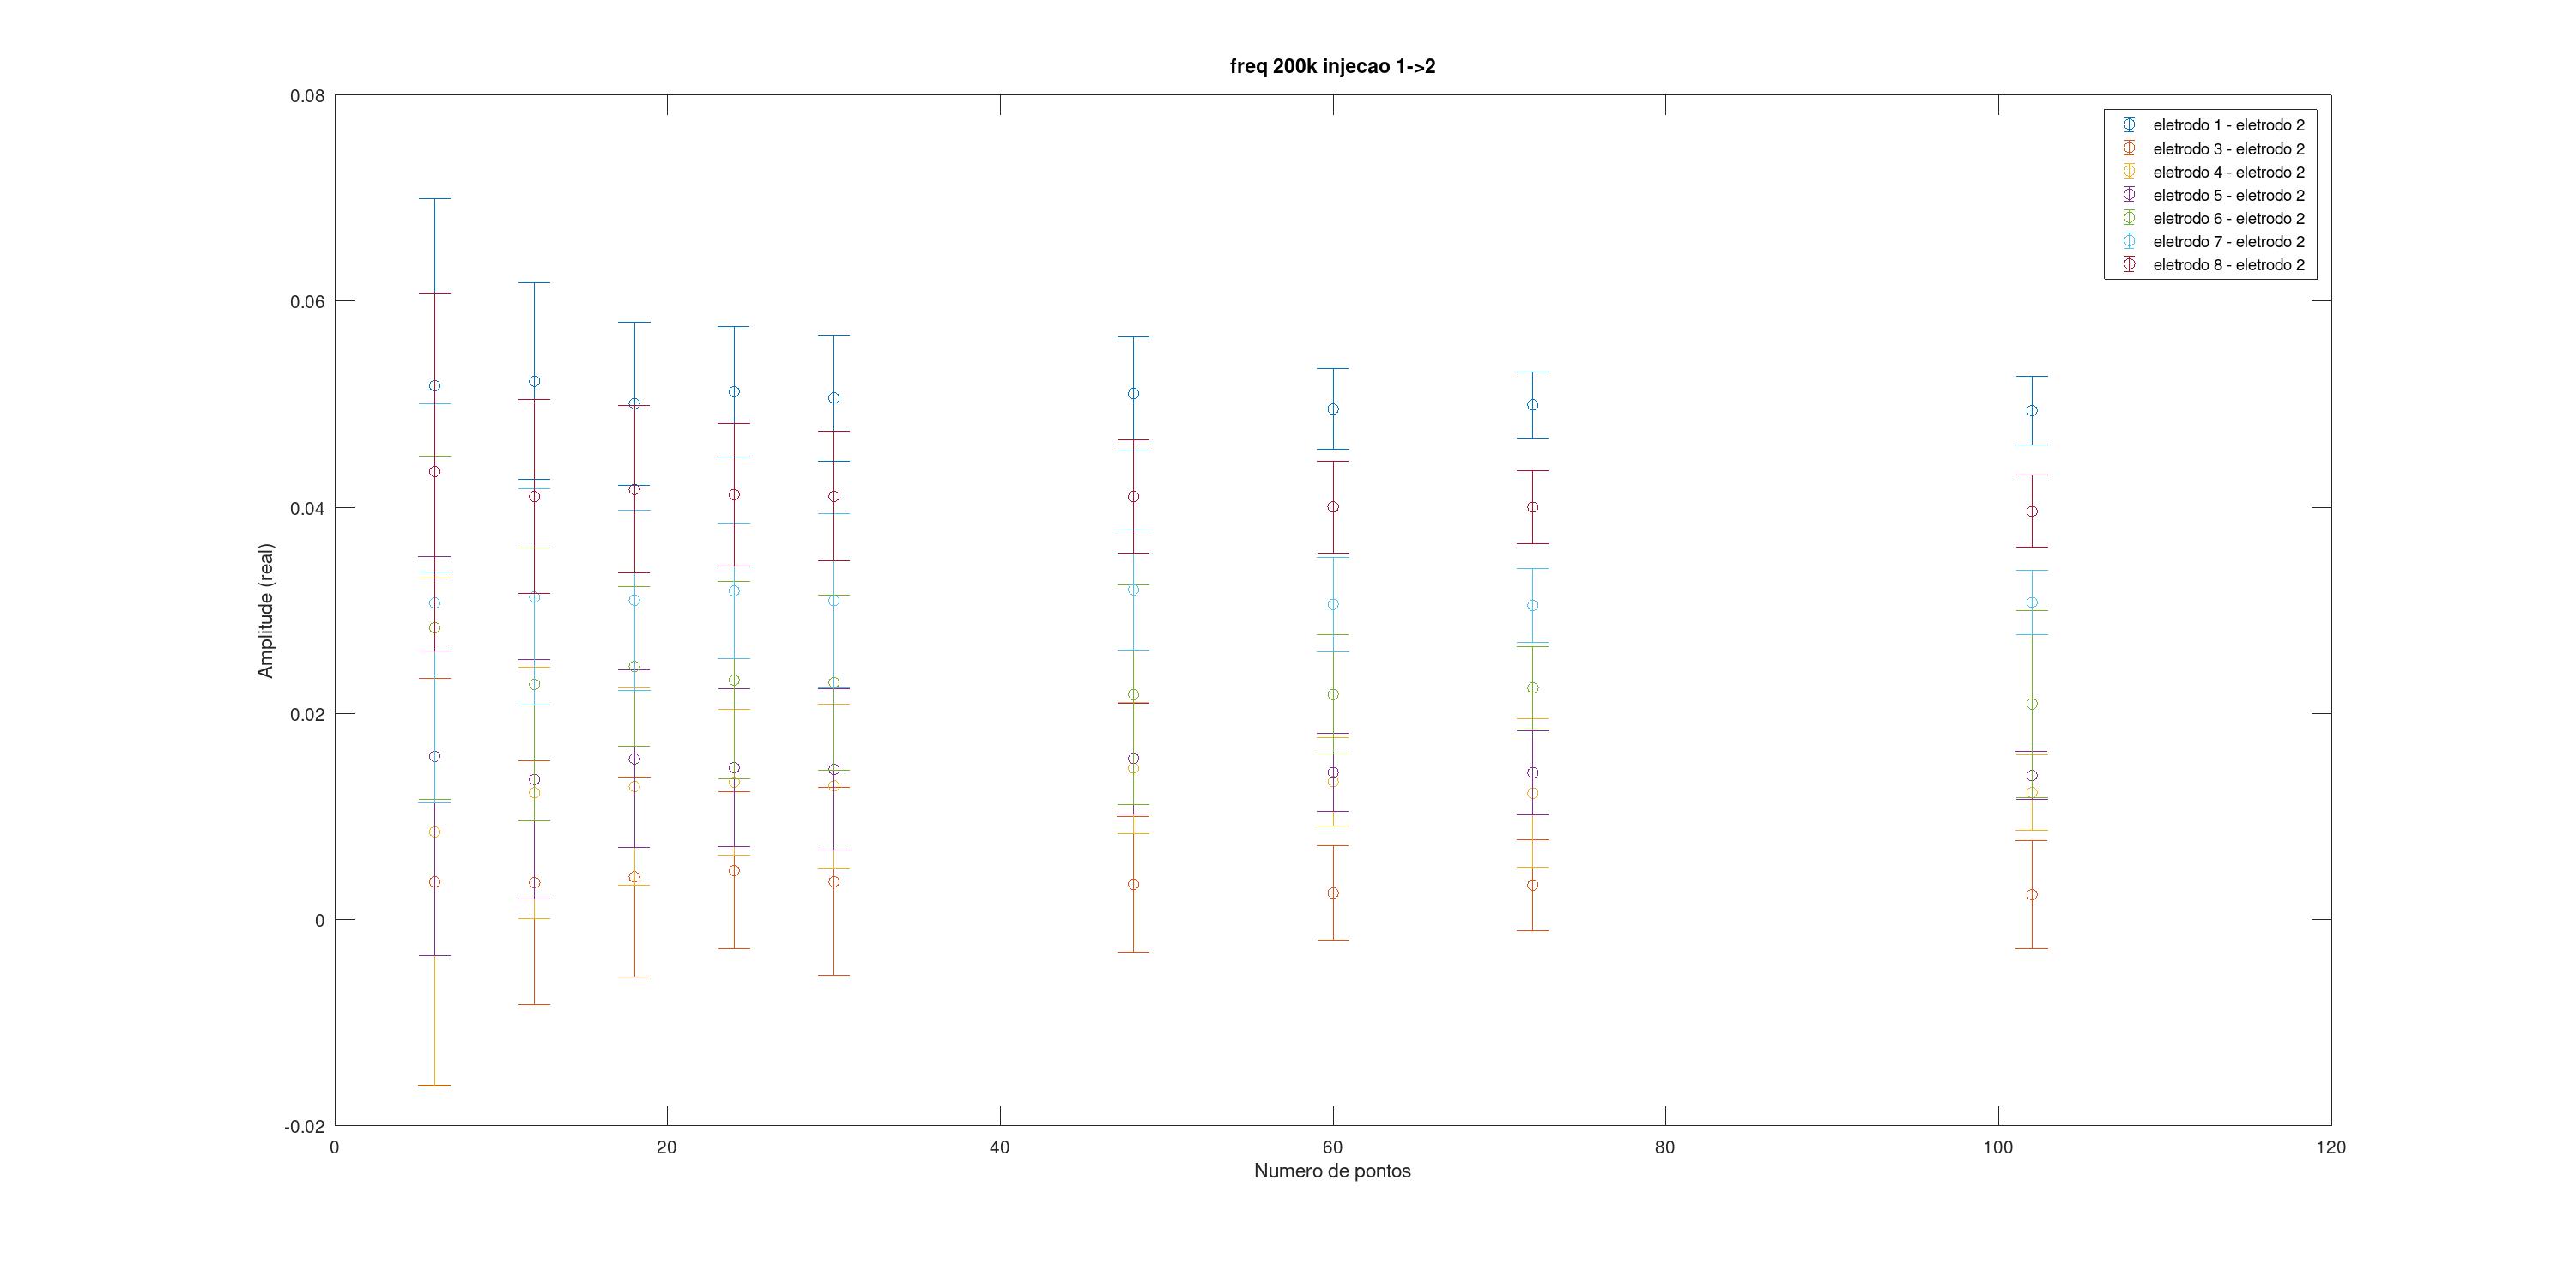 freq 200k injecao 1->2
0.08
0.06
0.04
0.02
0
-0.02
Amplitude (real)
eletrodo 1 - eletrodo 2
eletrodo 3 - eletrodo 2
eletrodo 4 - eletrodo 2
eletrodo 5 - eletrodo 2
eletrodo 6 - eletrodo 2
eletrodo 7 - eletrodo 2
eletrodo 8 - eletrodo 2
0 20 40 60 80 100 120
Numero de pontos